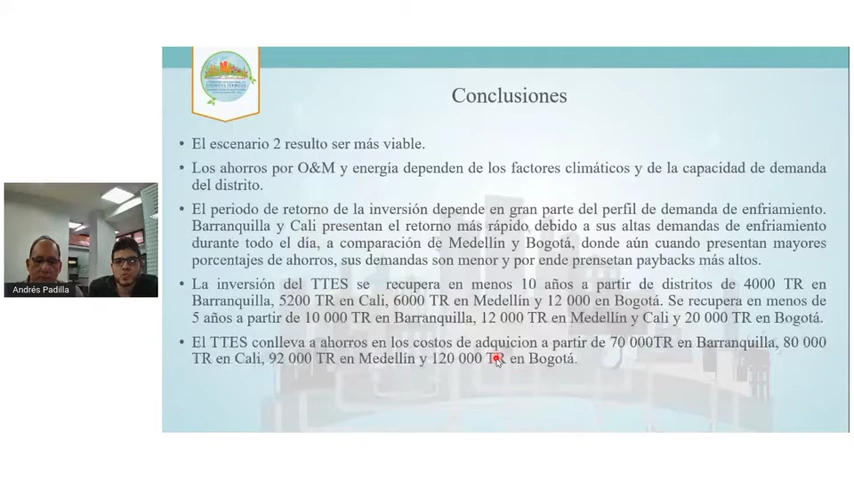 Conclusiones
• El escenario 2 resulto ser más viable.
• Los ahorros por O&M y energía dependen de los factores climáticos y de la capacidad de demanda
del distrito.
• El periodo de retorno de la inversión depende en gran parte del perfil de demanda de enfriamiento.
Barranquilla y Cali presentan el retorno más rápido debido a sus altas demandas de enfriamiento
durante todo el día, a comparación de Medellín y Bogotá, donde aún cuando presentan mayores
porcentajes de ahorros, sus demandas son menor y por ende prensetan paybacks más altos.
• La inversión del TTES se recupera en menos 10 años a partir de distritos de 4000 TR en
Barranquilla, 5200 TR en Cali, 6000 TR en Medellín y 12 000 en Bogotá. Se recupera en menos de
5 años a partir de 10 000 TR en Barranquilla, 12 000 TR en Medellín y Cali y 20 000 TR en Bogotá.
• El TTES conlleva a ahorros en los costos de adquicion a partir de 70 000TR en Barranquilla, 80 000
TR en Cali, 92 000 TR en Medellín y 120 000 TR en Bogotá.
Andrés Padilla